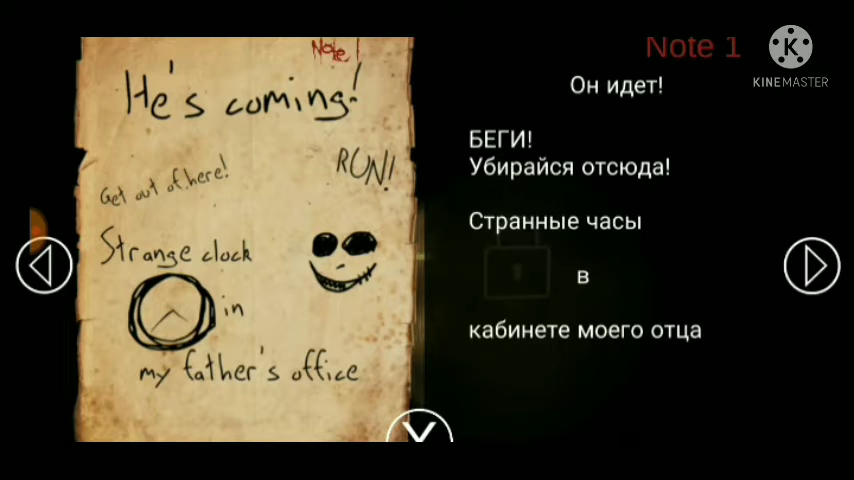 Note 1
He's coming!
RUN!
Get out of here!
Strange clock
in
my father's office
Note 1
Он идет!
БЕГИ!
Убирайся отсюда!
Странные часы
в
кабинете моего отца
K
KINEMASTER